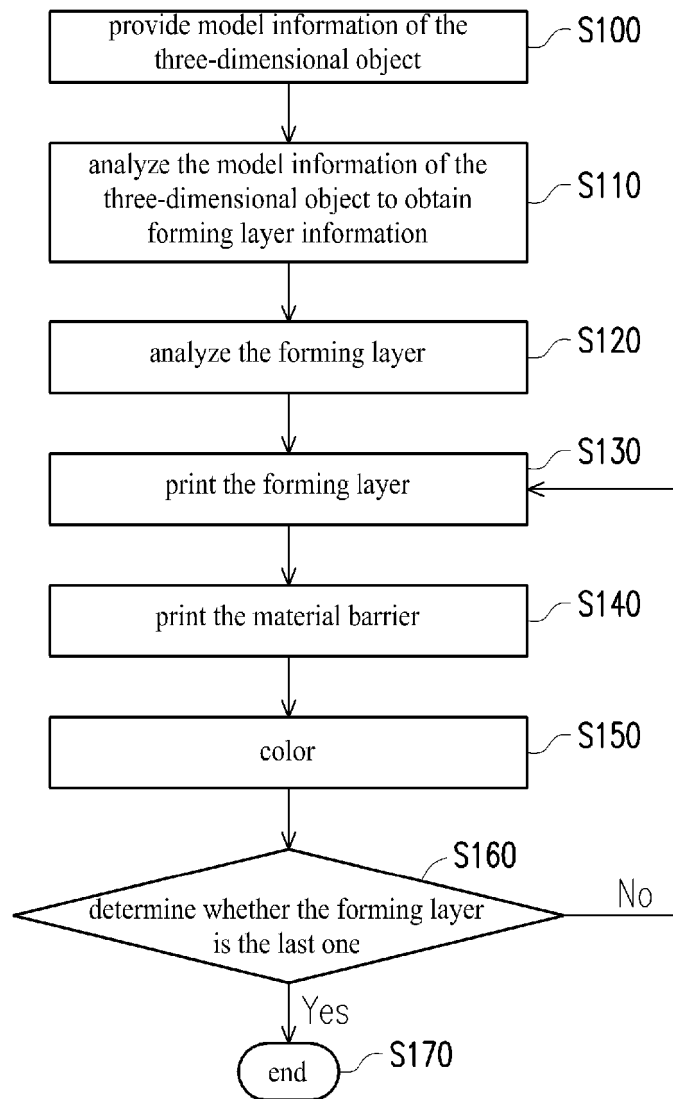 provide model information of the
three-dimensional object
S100
analyze the model information of the
three-dimensional object to obtain
forming layer information
S110
analyze the forming layer
S120
print the forming layer
S130
print the material barrier
S140
color
S150
S160
determine whether the forming layer
is the last one
No
Yes
end
S170